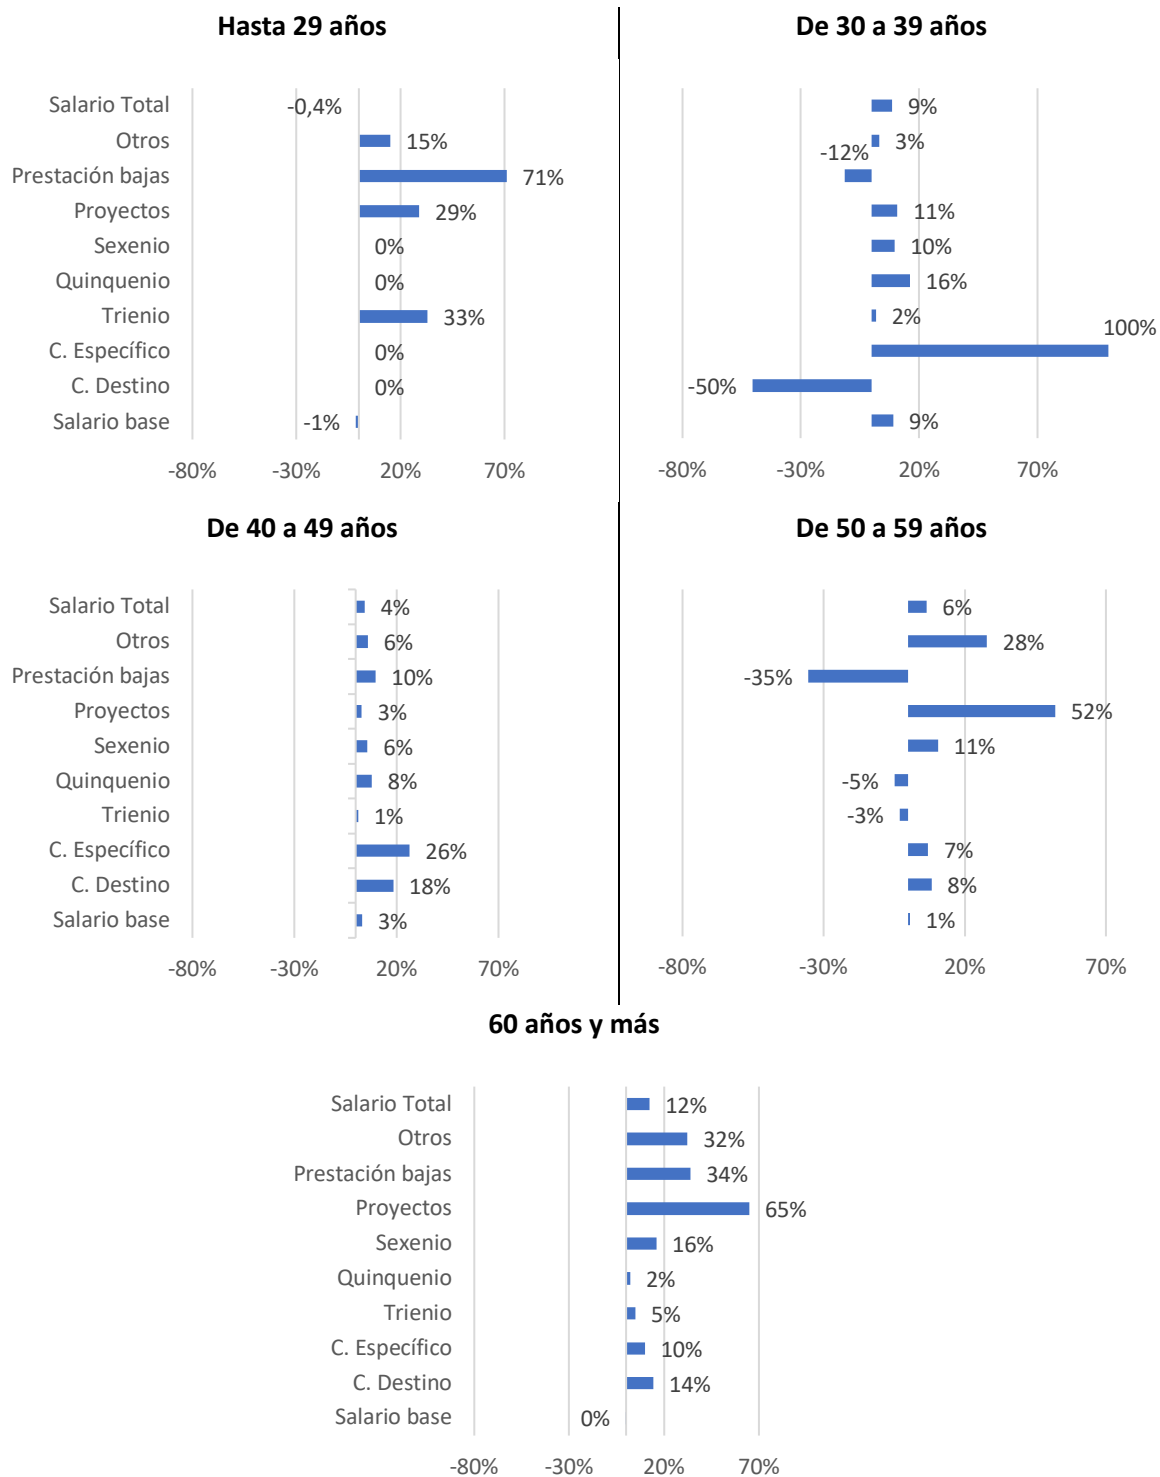 Hasta 29 años
Salario Total -0,4%
Otros 15%
Prestación bajas 71%
Proyectos 29%
Sexenio 0%
Quinquenio 0%
Trienio 33%
C. Específico 0%
C. Destino 0%
Salario base -1%
-80% -30% 20% 70%
De 30 a 39 años
9%
3%
-12%
11%
10%
16%
2%
100%
-50%
9%
-80% -30% 20% 70%
De 40 a 49 años
Salario Total 4%
Otros 6%
Prestación bajas 10%
Proyectos 3%
Sexenio 6%
Quinquenio 8%
Trienio 1%
C. Específico 26%
C. Destino 18%
Salario base 3%
-80% -30% 20% 70%
De 50 a 59 años
6%
28%
-35%
52%
11%
-5%
-3%
7%
8%
1%
-80% -30% 20% 70%
60 años y más
Salario Total 12%
Otros 32%
Prestación bajas 34%
Proyectos 65%
Sexenio 16%
Quinquenio 2%
Trienio 5%
C. Específico 10%
C. Destino 14%
Salario base 0%
-80% -30% 20% 70%